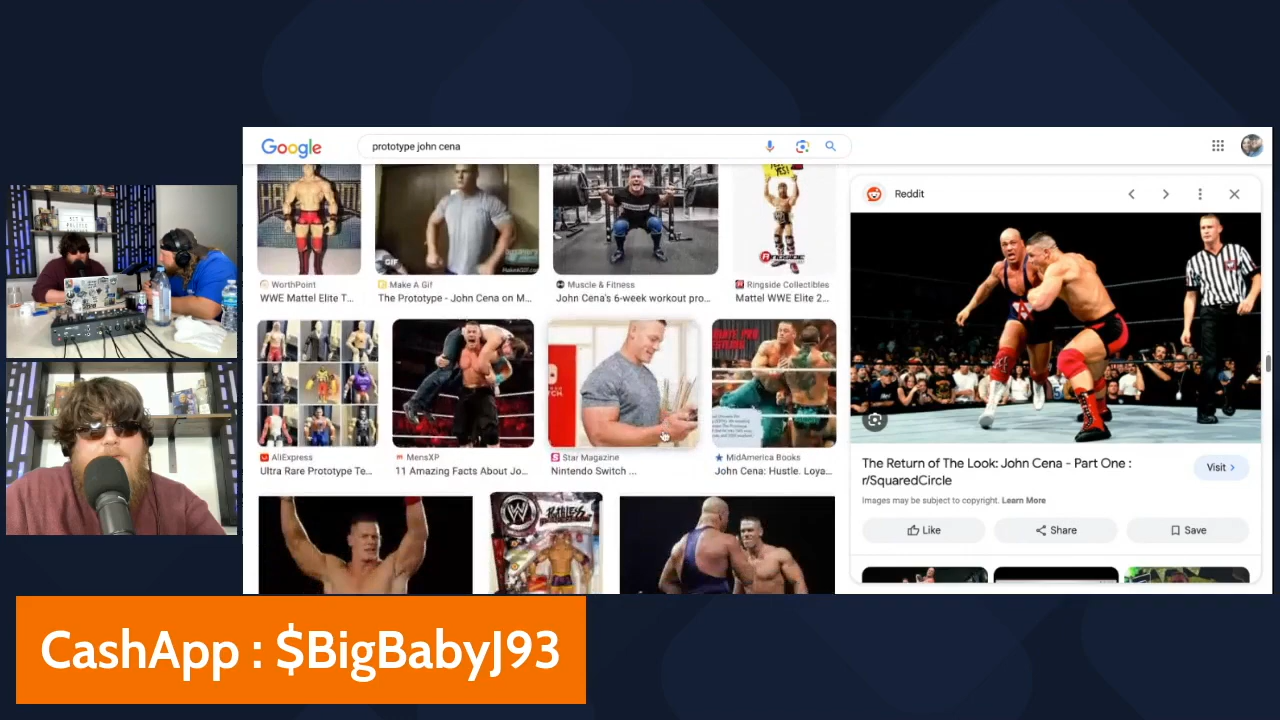 Google
prototype john cena
Reddit
GIF
YES!
RINGSIDE
WorthPoint
WWE Mattel Elite T...
Make A Gif
The Prototype - John Cena on M...
Muscle & Fitness
John Cena's 6-week workout pro...
Ringside Collectibles
Mattel WWE Elite 2...
AliExpress
Ultra Rare Prototype Te...
MensXP
11 Amazing Facts About Jo...
Star Magazine
Nintendo Switch ...
MidAmerica Books
John Cena: Hustle. Loya...
The Return of The Look: John Cena - Part One :
r/SquaredCircle
Visit
Images may be subject to copyright. Learn More
Like
Share
Save
CashApp : $BigBabyJ93